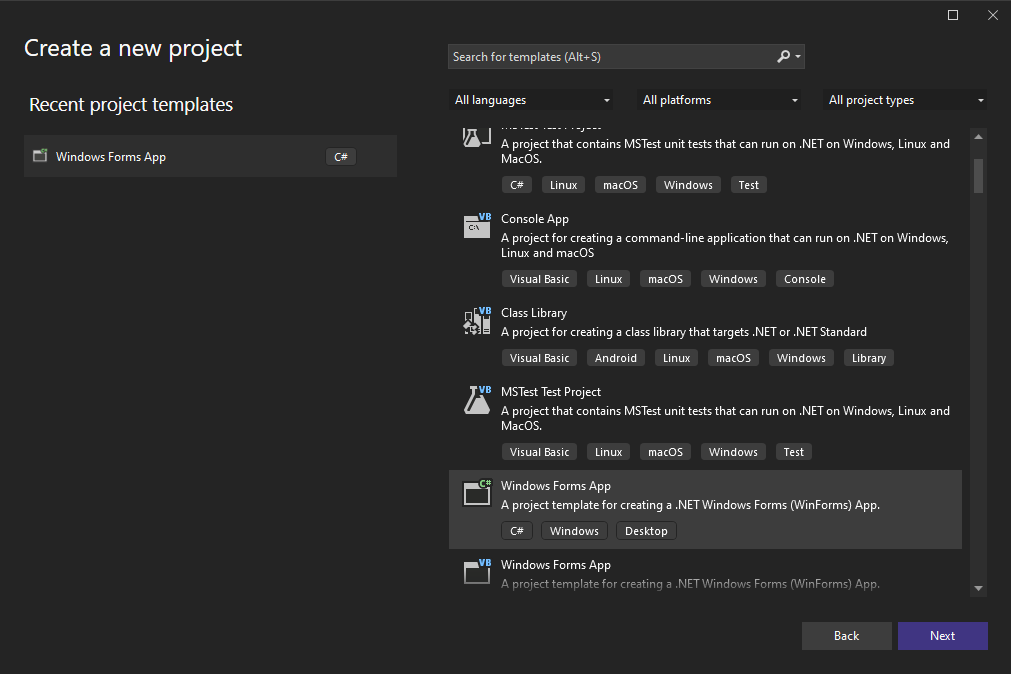 Create a new project
Search for templates (Alt+S)
Recent project templates
All languages
All platforms
All project types
Windows Forms App
C#
MSTest Test Project
A project that contains MSTest unit tests that can run on .NET on Windows, Linux and
MacOS.
C# Linux macOS Windows Test
VB
C:\
Console App
A project for creating a command-line application that can run on .NET on Windows,
Linux and macOS
Visual Basic Linux macOS Windows Console
VB
Class Library
A project for creating a class library that targets .NET or .NET Standard
Visual Basic Android Linux macOS Windows Library
VB
MSTest Test Project
A project that contains MSTest unit tests that can run on .NET on Windows, Linux and
MacOS.
Visual Basic Linux macOS Windows Test
C#
Windows Forms App
A project template for creating a .NET Windows Forms (WinForms) App.
C# Windows Desktop
VB
Windows Forms App
A project template for creating a .NET Windows Forms (WinForms) App.
Back
Next